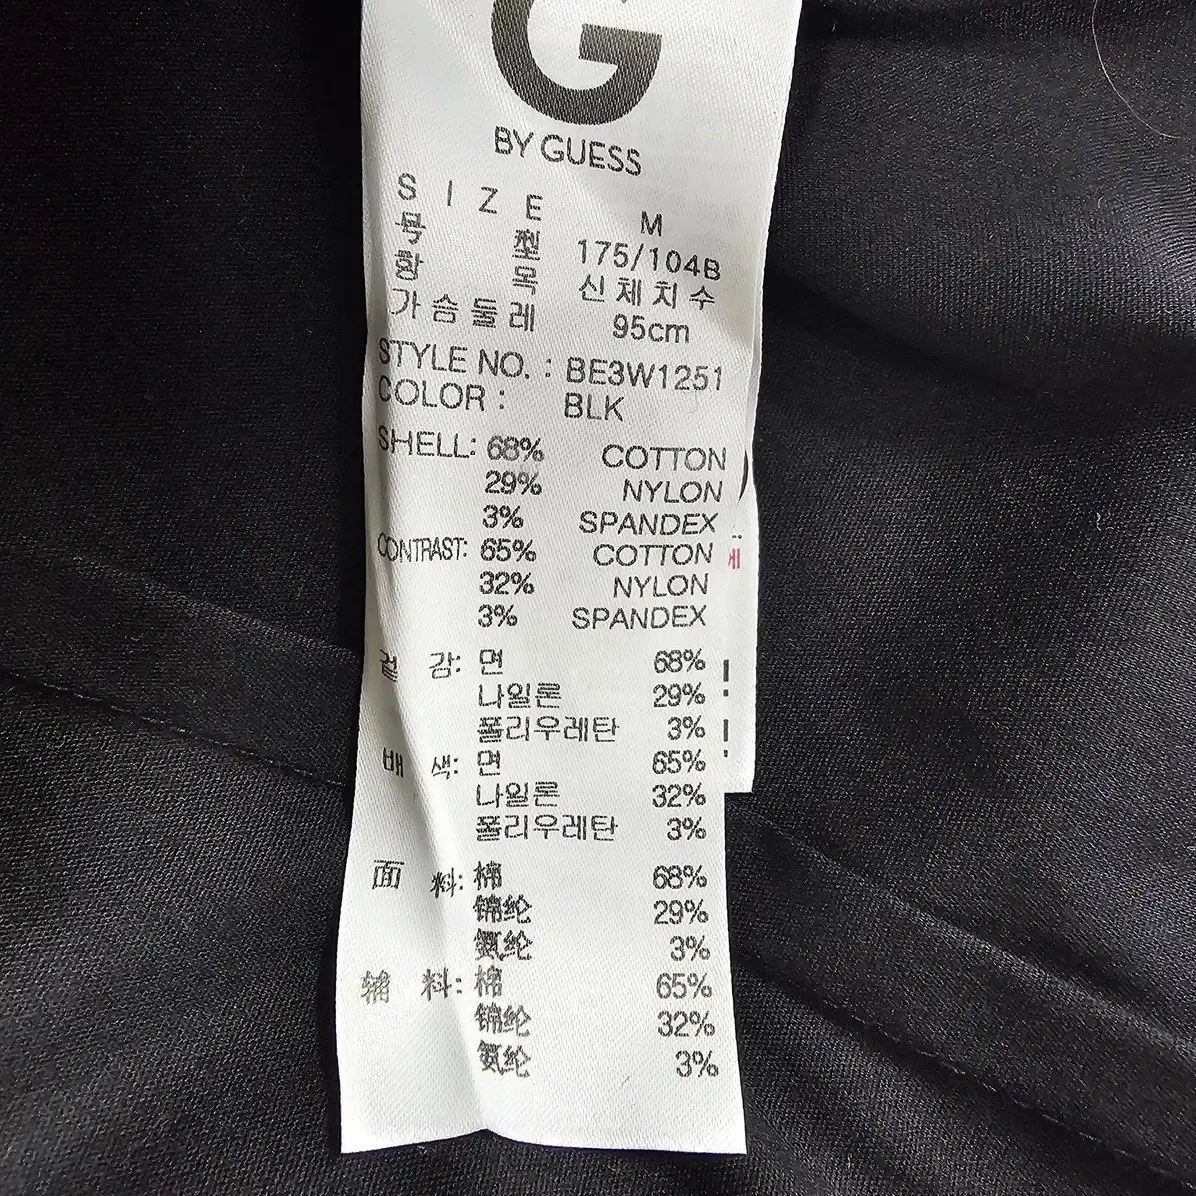 G
BY GUESS
SIZE M
号型 175/104B
항목 신체치수
가슴둘레 95cm
STYLE NO. : BE3W1251
COLOR : BLK
SHELL: 68% COTTON
29% NYLON
3% SPANDEX
CONTRAST: 65% COTTON
32% NYLON
3% SPANDEX
겉감: 면 68%
나일론 29%
폴리우레탄 3%
배색: 면 65%
나일론 32%
폴리우레탄 3%
面料: 棉 68%
锦纶 29%
氨纶 3%
辅料: 棉 65%
锦纶 32%
氨纶 3%